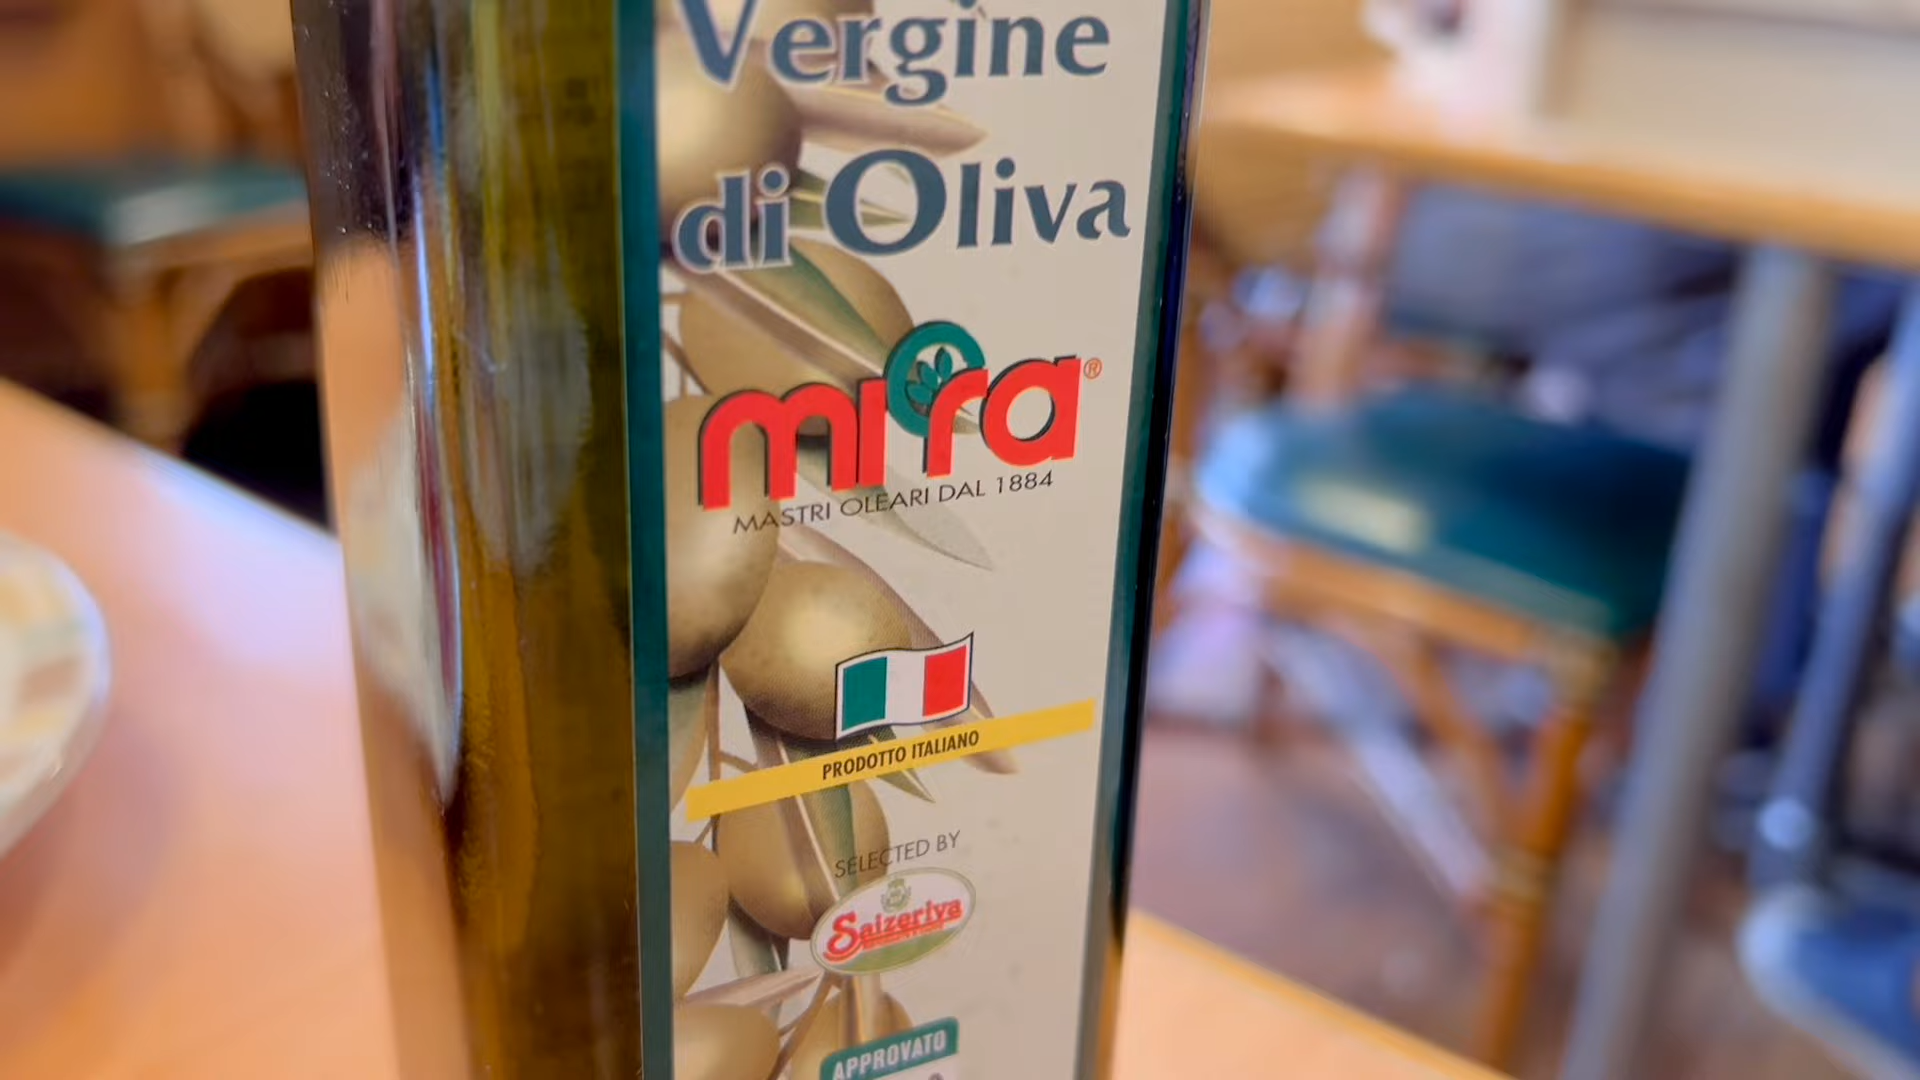 Vergine
di Oliva
mira®
MASTRI OLEARI DAL 1884
PRODOTTO ITALIANO
SELECTED BY
Saizeriya
APPROVATO